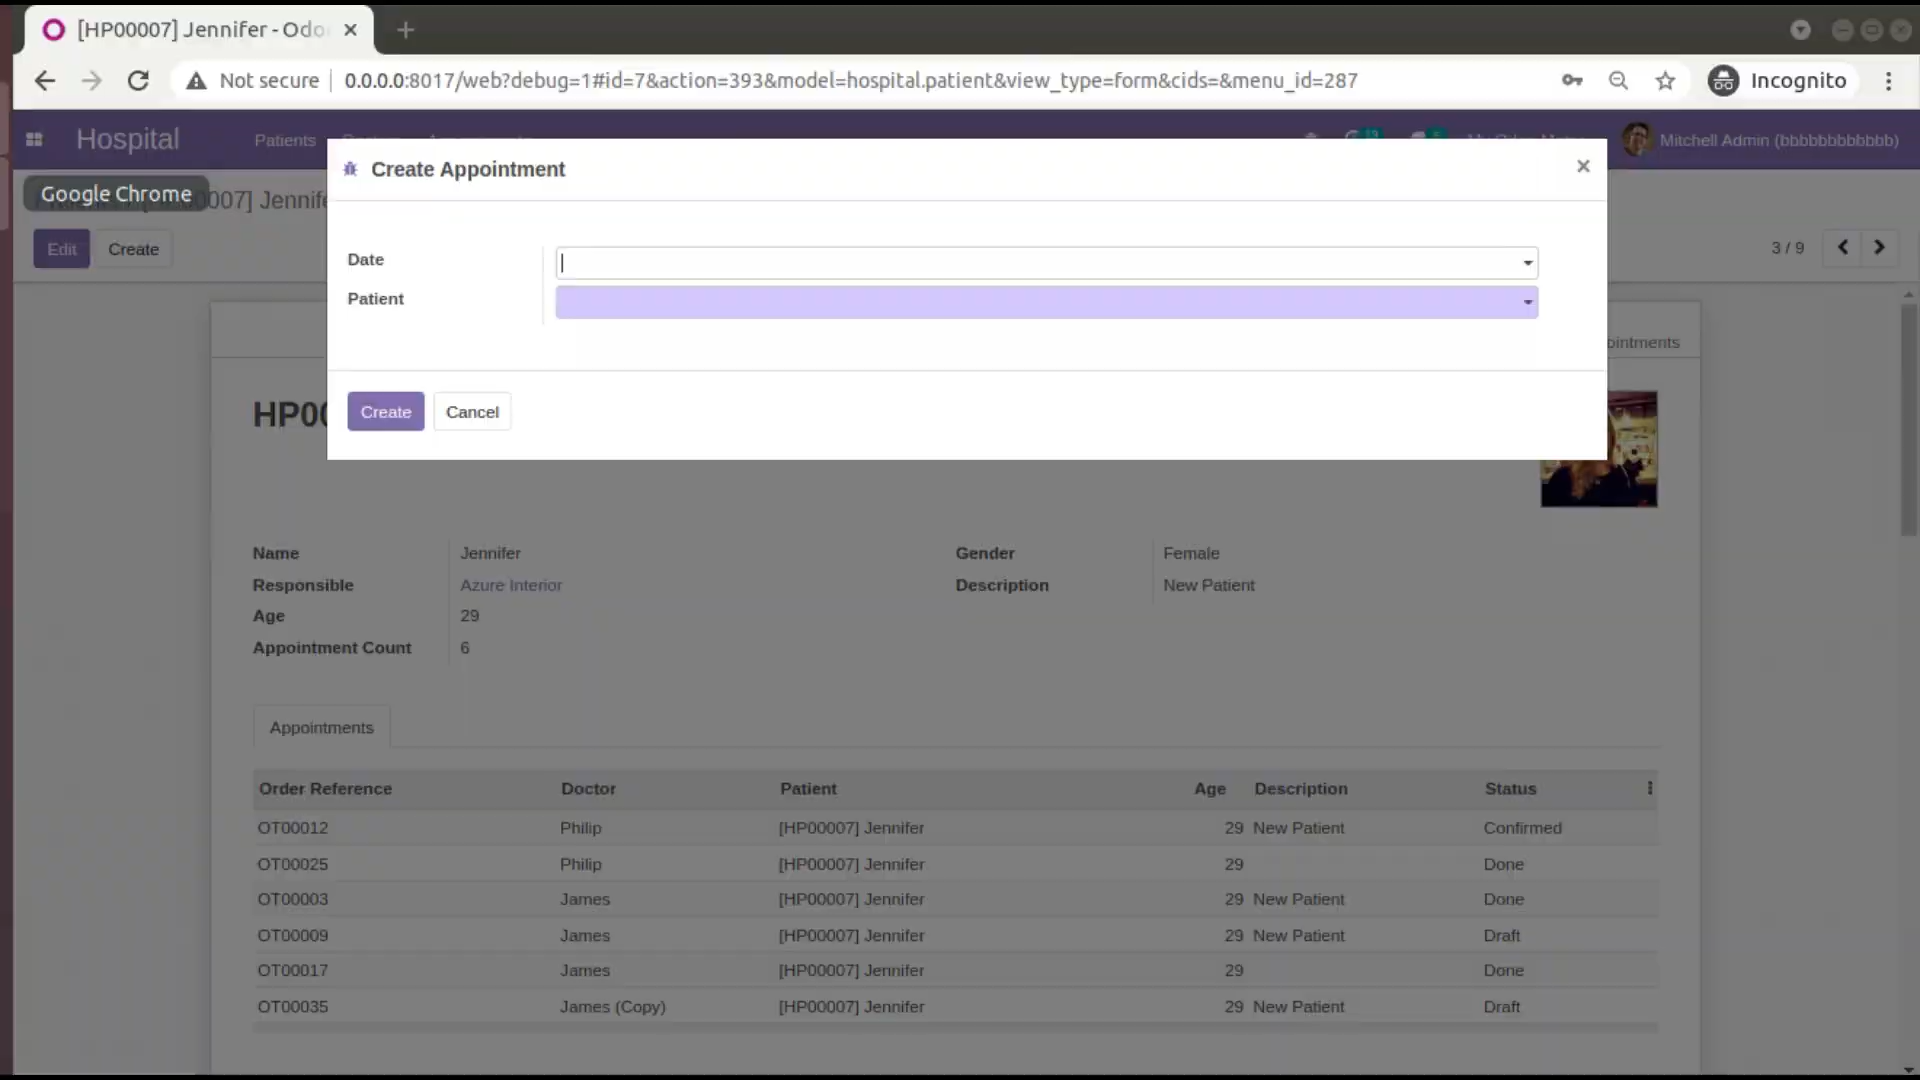 [HP00007] Jennifer - Odo
Not secure
0.0.0.0:8017/web?debug=1#id=7&action=393&model=hospital.patient&view_type=form&cids=&menu_id=287
Incognito
Hospital
Patients
Mitchell Admin (bbbbbbbbbbbb)
Google Chrome
007] Jennife
Create Appointment
Edit
Create
3 / 9
Date
Patient
ointments
Create
Cancel
HP00
Name
Jennifer
Gender
Female
Responsible
Azure Interior
Description
New Patient
Age
29
Appointment Count
6
Appointments
Order Reference Doctor Patient Age Description Status
OT00012 Philip [HP00007] Jennifer 29 New Patient Confirmed
OT00025 Philip [HP00007] Jennifer 29 Done
OT00003 James [HP00007] Jennifer 29 New Patient Done
OT00009 James [HP00007] Jennifer 29 New Patient Draft
OT00017 James [HP00007] Jennifer 29 Done
OT00035 James (Copy) [HP00007] Jennifer 29 New Patient Draft